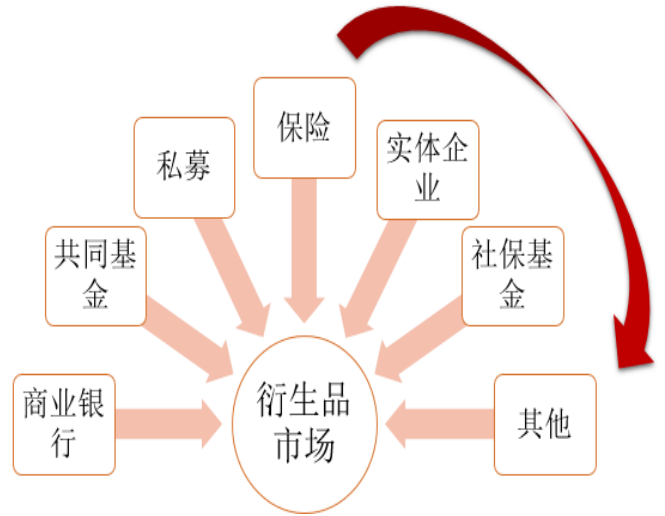 保险
私募
实体企
业
共同基
金
社保基
金
商业银
行
衍生品
市场
其他